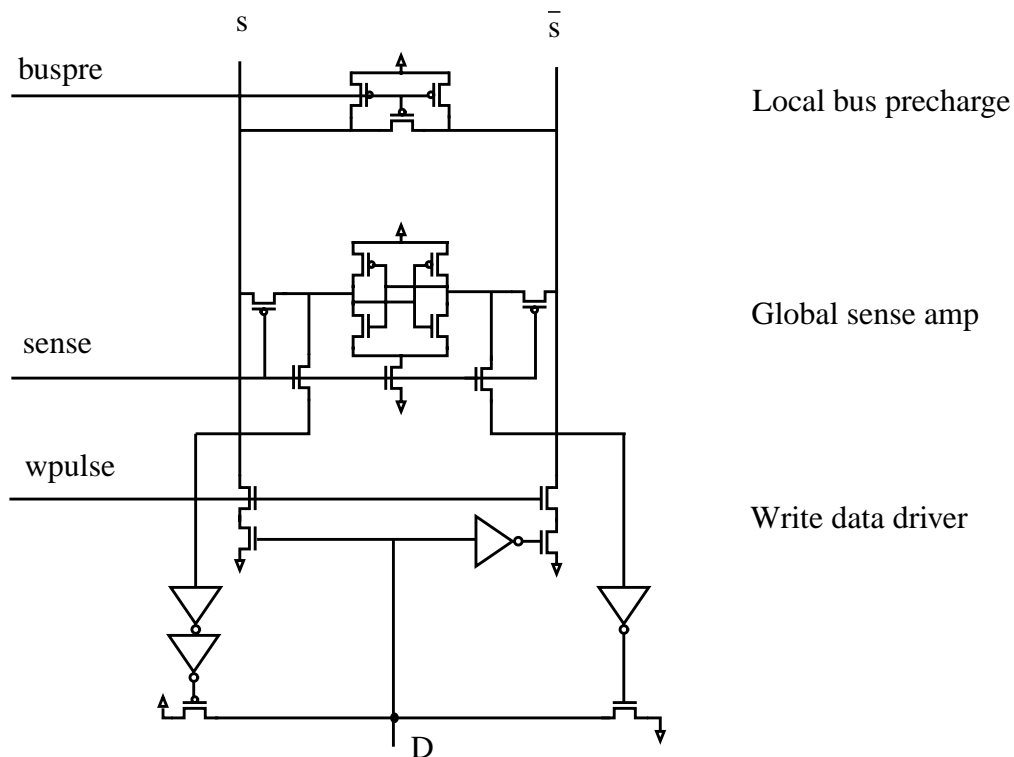 s
s̅
buspre
Local bus precharge
Global sense amp
sense
wpulse
Write data driver
D